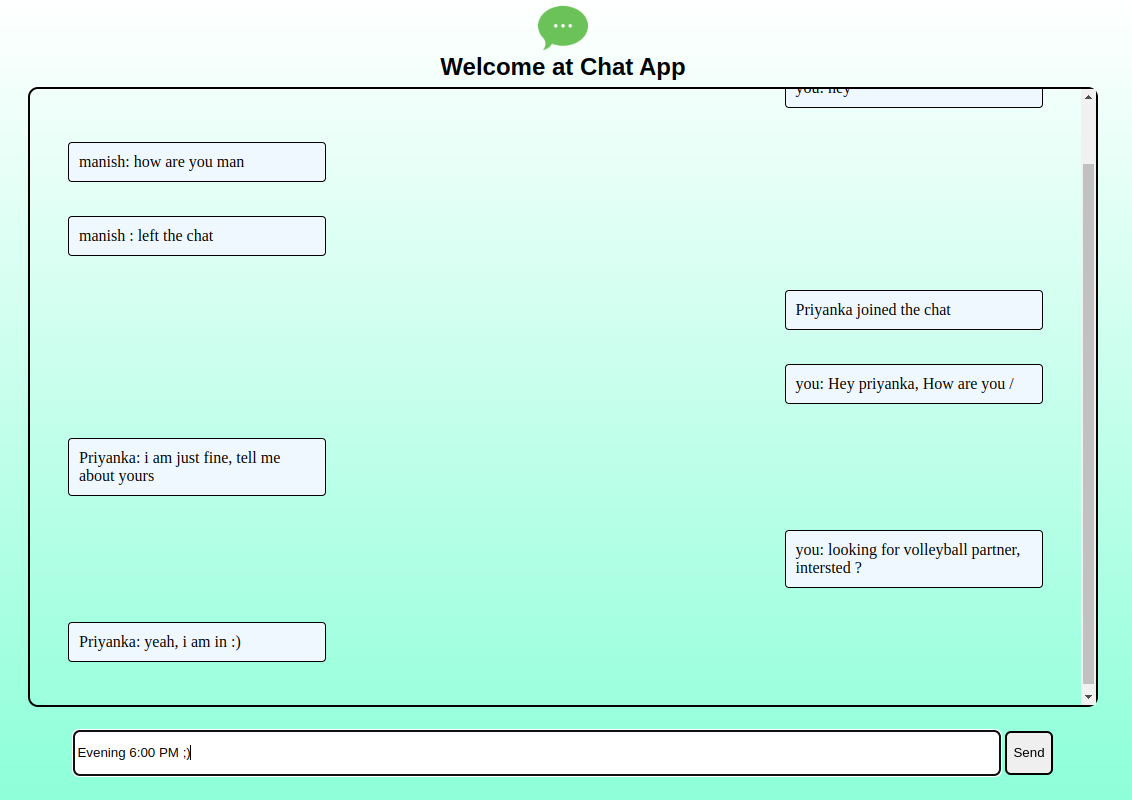 Welcome at Chat App
you: hey
manish: how are you man
manish : left the chat
Priyanka joined the chat
you: Hey priyanka, How are you /
Priyanka: i am just fine, tell me
about yours
you: looking for volleyball partner,
intersted ?
Priyanka: yeah, i am in :)
Evening 6:00 PM ;)
Send